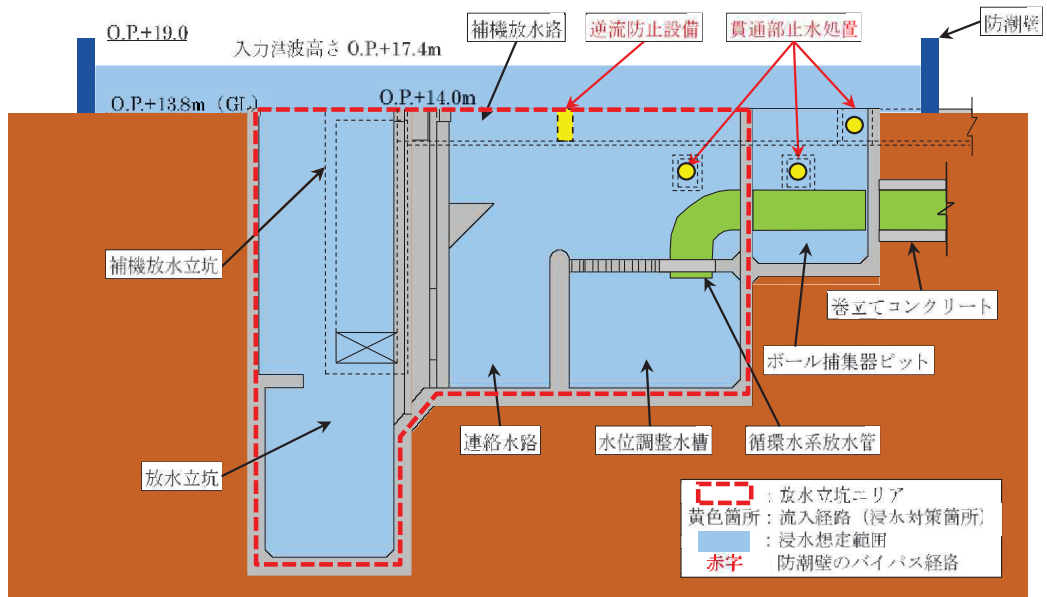 O.P.+19.0
入力津波高さ O.P.+17.4m
補機放水路
逆流防止設備
貫通部止水処置
防潮壁
O.P.+13.8m（GL）
O.P.+14.0m
補機放水立坑
放水立坑
連絡水路
水位調整水槽
循環水系放水管
ボール捕集器ピット
巻立てコンクリート
：放水立坑エリア
黄色箇所：流入経路（浸水対策箇所）
：浸水想定範囲
赤字 防潮壁のバイパス経路